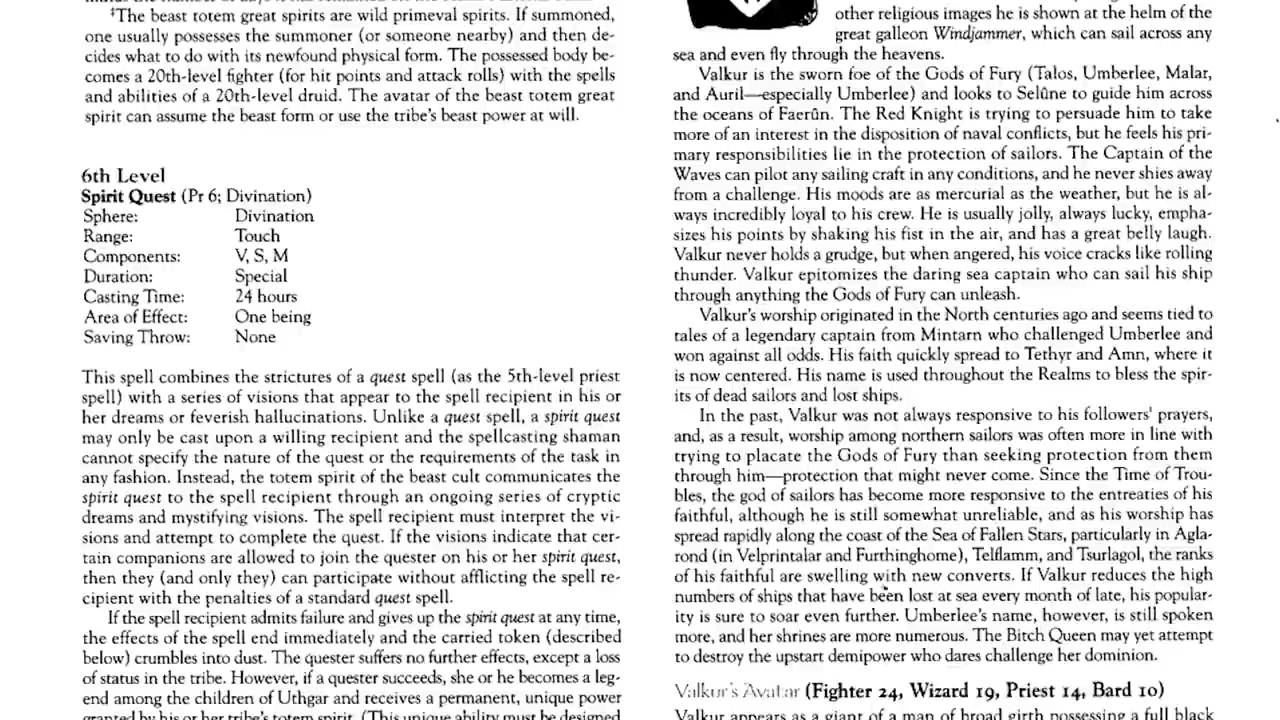 ‡The beast totem great spirits are wild primeval spirits. If summoned,
one usually possesses the summoner (or someone nearby) and then de-
cides what to do with its newfound physical form. The possessed body be-
comes a 20th-level fighter (for hit points and attack rolls) with the spells
and abilities of a 20th-level druid. The avatar of the beast totem great
spirit can assume the beast form or use the tribe's beast power at will.
6th Level
Spirit Quest (Pr 6; Divination)
Sphere: Divination
Range: Touch
Components: V, S, M
Duration: Special
Casting Time: 24 hours
Area of Effect: One being
Saving Throw: None
This spell combines the strictures of a quest spell (as the 5th-level priest
spell) with a series of visions that appear to the spell recipient in his or
her dreams or feverish hallucinations. Unlike a quest spell, a spirit quest
may only be cast upon a willing recipient and the spellcasting shaman
cannot specify the nature of the quest or the requirements of the task in
any fashion. Instead, the totem spirit of the beast cult communicates the
spirit quest to the spell recipient through an ongoing series of cryptic
dreams and mystifying visions. The spell recipient must interpret the vi-
sions and attempt to complete the quest. If the visions indicate that cer-
tain companions are allowed to join the quester on his or her spirit quest,
then they (and only they) can participate without afflicting the spell re-
cipient with the penalties of a standard quest spell.
If the spell recipient admits failure and gives up the spirit quest at any time,
the effects of the spell end immediately and the carried token (described
below) crumbles into dust. The quester suffers no further effects, except a loss
of status in the tribe. However, if a quester succeeds, she or he becomes a leg-
end among the children of Uthgar and receives a permanent, unique power
granted by his or her tribe's totem spirit. (This unique ability must be designed
other religious images he is shown at the helm of the
great galleon Windjammer, which can sail across any
sea and even fly through the heavens.
Valkur is the sworn foe of the Gods of Fury (Talos, Umberlee, Malar,
and Auril—especially Umberlee) and looks to Selûne to guide him across
the oceans of Faerûn. The Red Knight is trying to persuade him to take
more of an interest in the disposition of naval conflicts, but he feels his pri-
mary responsibilities lie in the protection of sailors. The Captain of the
Waves can pilot any sailing craft in any conditions, and he never shies away
from a challenge. His moods are as mercurial as the weather, but he is al-
ways incredibly loyal to his crew. He is usually jolly, always lucky, empha-
sizes his points by shaking his fist in the air, and has a great belly laugh.
Valkur never holds a grudge, but when angered, his voice cracks like rolling
thunder. Valkur epitomizes the daring sea captain who can sail his ship
through anything the Gods of Fury can unleash.
Valkur's worship originated in the North centuries ago and seems tied to
tales of a legendary captain from Mintarn who challenged Umberlee and
won against all odds. His faith quickly spread to Tethyr and Amn, where it
is now centered. His name is used throughout the Realms to bless the spir-
its of dead sailors and lost ships.
In the past, Valkur was not always responsive to his followers' prayers,
and, as a result, worship among northern sailors was often more in line with
trying to placate the Gods of Fury than seeking protection from them
through him—protection that might never come. Since the Time of Trou-
bles, the god of sailors has become more responsive to the entreaties of his
faithful, although he is still somewhat unreliable, and as his worship has
spread rapidly along the coast of the Sea of Fallen Stars, particularly in Agla-
rond (in Velprintalar and Furthinghome), Telflamm, and Tsurlagol, the ranks
of his faithful are swelling with new converts. If Valkur reduces the high
numbers of ships that have been lost at sea every month of late, his popular-
ity is sure to soar even further. Umberlee's name, however, is still spoken
more, and her shrines are more numerous. The Bitch Queen may yet attempt
to destroy the upstart demipower who dares challenge her dominion.
Valkur's Avatar (Fighter 24, Wizard 19, Priest 14, Bard 10)
Valkur appears as a giant of a man of broad girth possessing a full black